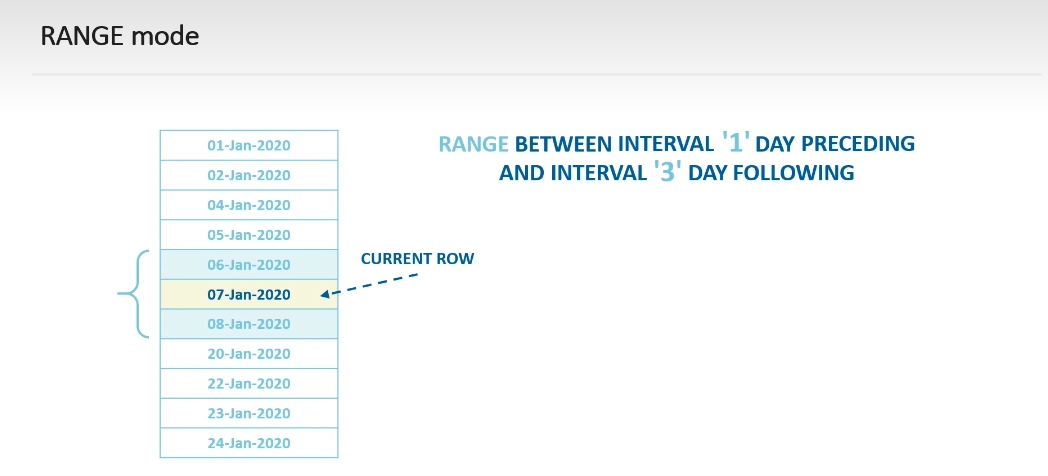 RANGE mode
RANGE BETWEEN INTERVAL '1' DAY PRECEDING
AND INTERVAL '3' DAY FOLLOWING
01-Jan-2020
02-Jan-2020
04-Jan-2020
05-Jan-2020
06-Jan-2020
CURRENT ROW
07-Jan-2020
08-Jan-2020
20-Jan-2020
22-Jan-2020
23-Jan-2020
24-Jan-2020